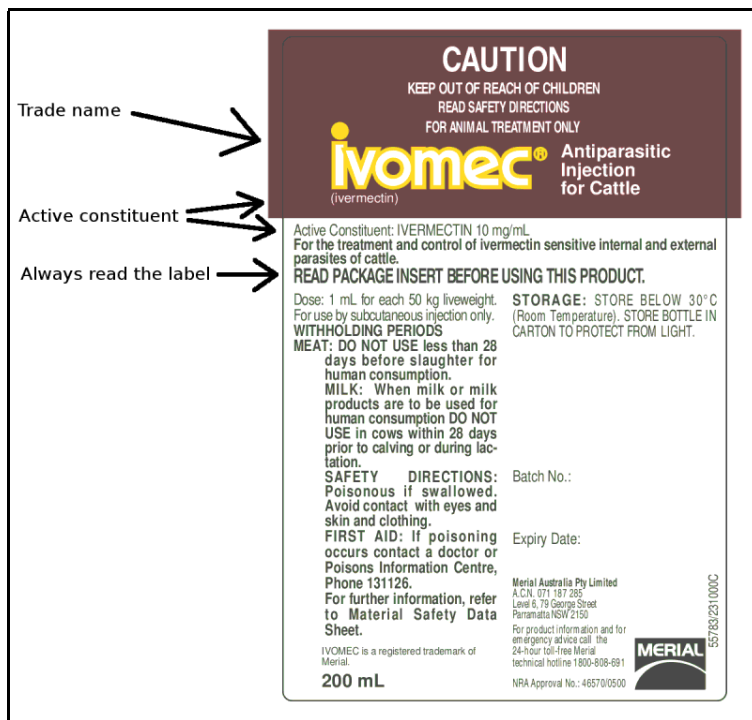 CAUTION
KEEP OUT OF REACH OF CHILDREN
READ SAFETY DIRECTIONS
FOR ANIMAL TREATMENT ONLY
Trade name
ivomec®
(ivermectin)
Antiparasitic
Injection
for Cattle
Active constituent
Active Constituent: IVERMECTIN 10 mg/mL
For the treatment and control of ivermectin sensitive internal and external
parasites of cattle.
Always read the label
READ PACKAGE INSERT BEFORE USING THIS PRODUCT.
Dose: 1 mL for each 50 kg liveweight.
For use by subcutaneous injection only.
WITHHOLDING PERIODS
MEAT: DO NOT USE less than 28
days before slaughter for
human consumption.
MILK: When milk or milk
products are to be used for
human consumption DO NOT
USE in cows within 28 days
prior to calving or during lac-
tation.
SAFETY DIRECTIONS:
Poisonous if swallowed.
Avoid contact with eyes and
skin and clothing.
FIRST AID: If poisoning
occurs contact a doctor or
Poisons Information Centre,
Phone 131126.
For further information, refer
to Material Safety Data
Sheet.
IVOMEC is a registered trademark of
Merial.
200 mL
STORAGE: STORE BELOW 30°C
(Room Temperature). STORE BOTTLE IN
CARTON TO PROTECT FROM LIGHT.
Batch No.:
Expiry Date:
Merial Australia Pty Limited
A.C.N. 071 187 285
Level 6, 79 George Street
Parramatta NSW 2150
For product information and for
emergency advice call the
24-hour toll-free Merial
technical hotline 1800-808-691
NRA Approval No.: 46570/0500
MERIAL
55783/231000C